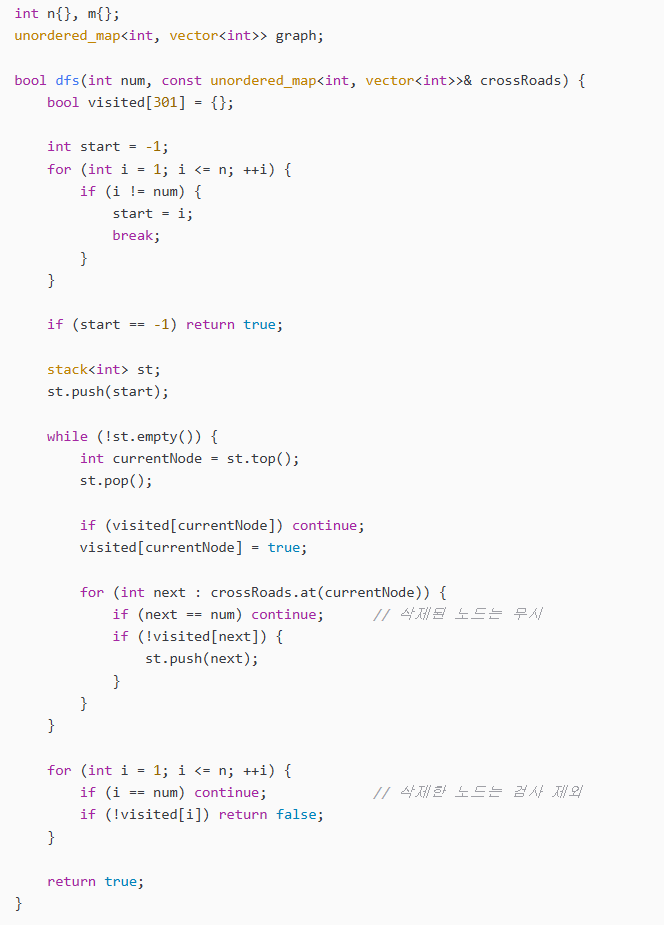 int n{}, m{};
unordered_map<int, vector<int>> graph;
bool dfs(int num, const unordered_map<int, vector<int>>& crossRoads) {
    bool visited[301] = {};
    int start = -1;
    for (int i = 1; i <= n; ++i) {
        if (i != num) {
            start = i;
            break;
        }
    }
    if (start == -1) return true;
    stack<int> st;
    st.push(start);
    while (!st.empty()) {
        int currentNode = st.top();
        st.pop();
        if (visited[currentNode]) continue;
        visited[currentNode] = true;
        for (int next : crossRoads.at(currentNode)) {
            if (next == num) continue;      // 삭제된 노드는 무시
            if (!visited[next]) {
                st.push(next);
            }
        }
    }
    for (int i = 1; i <= n; ++i) {
        if (i == num) continue;             // 삭제한 노드는 검사 제외
        if (!visited[i]) return false;
    }
    return true;
}